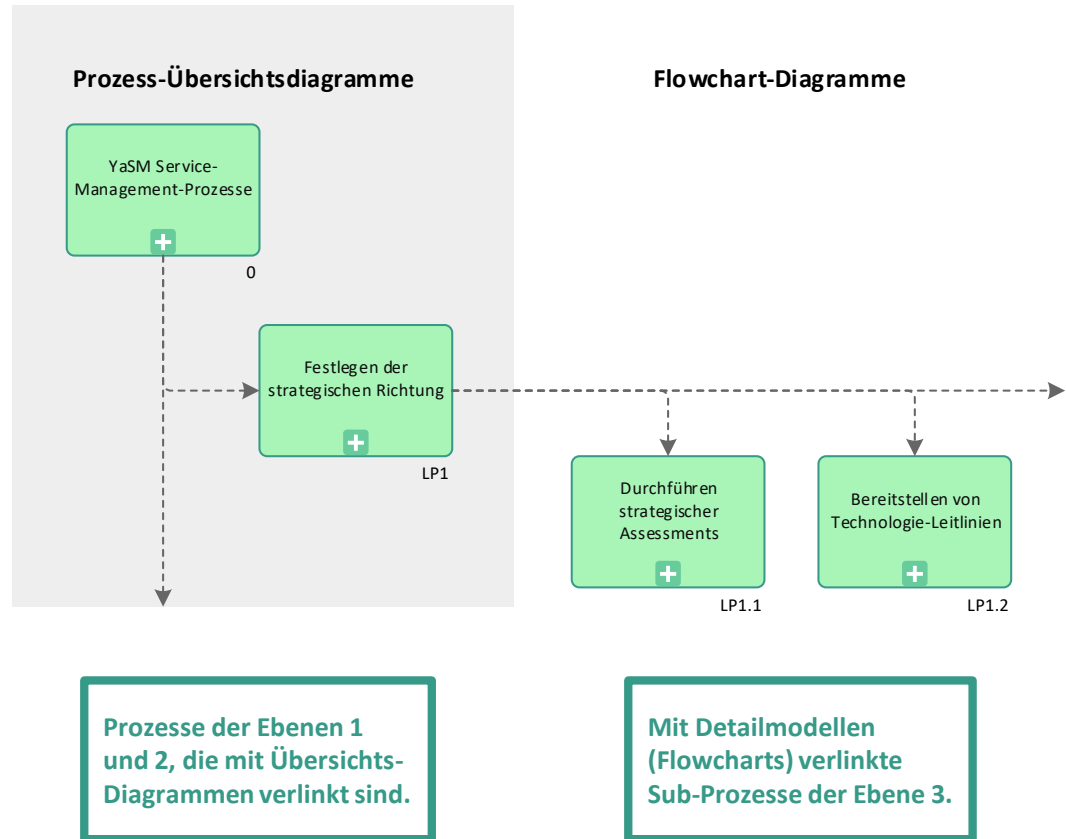 Prozess-Übersichtsdiagramme
Flowchart-Diagramme
YaSM Service-
Management-Prozesse
0
Festlegen der
strategischen Richtung
LP1
Durchführen
strategischer
Assessments
LP1.1
Bereitstellen von
Technologie-Leitlinien
LP1.2
Prozesse der Ebenen 1
und 2, die mit Übersichts-
Diagrammen verlinkt sind.
Mit Detailmodellen
(Flowcharts) verlinkte
Sub-Prozesse der Ebene 3.